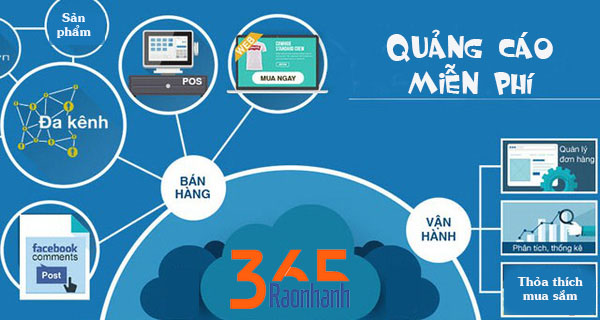 Sản
phẩm
QUẢNG CÁO
MIỄN PHÍ
WEB
MUA NGAY
POS
Đa kênh
BÁN
HÀNG
Quản lý
đơn hàng
VẬN
HÀNH
Phân tích, thống kê
facebook
comments
Post
365
Raonhanh
Thỏa thích
mua sắm